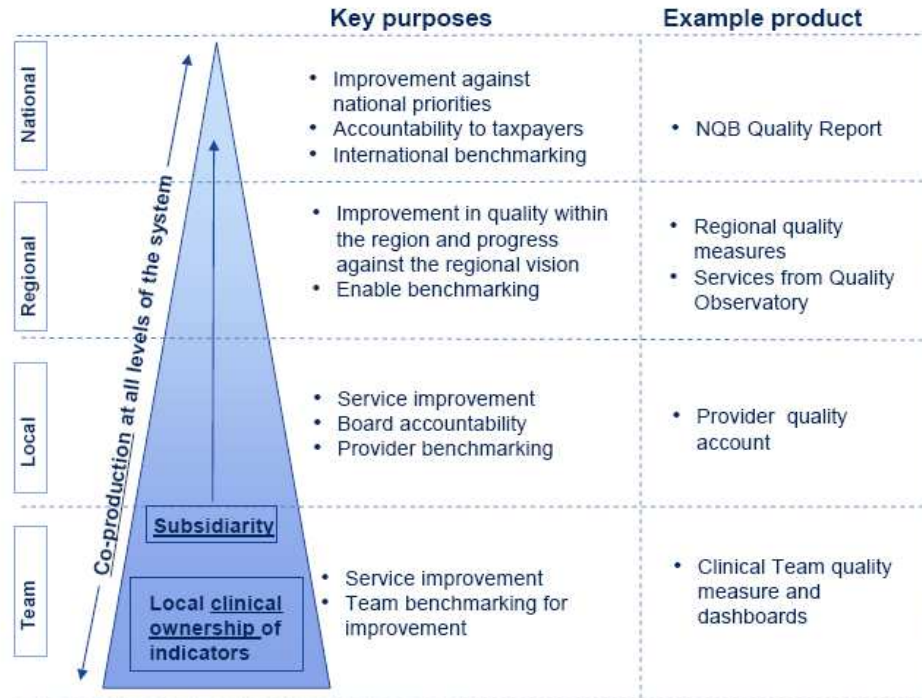 Key purposes
Example product
National
• Improvement against
national priorities
• Accountability to taxpayers
• International benchmarking
• NQB Quality Report
Regional
• Improvement in quality within
the region and progress
against the regional vision
• Enable benchmarking
• Regional quality
measures
• Services from Quality
Observatory
Co-production at all levels of the system
Local
• Service improvement
• Board accountability
• Provider benchmarking
• Provider quality
account
Subsidiarity
Team
Local clinical
ownership of
indicators
• Service improvement
• Team benchmarking for
improvement
• Clinical Team quality
measure and
dashboards